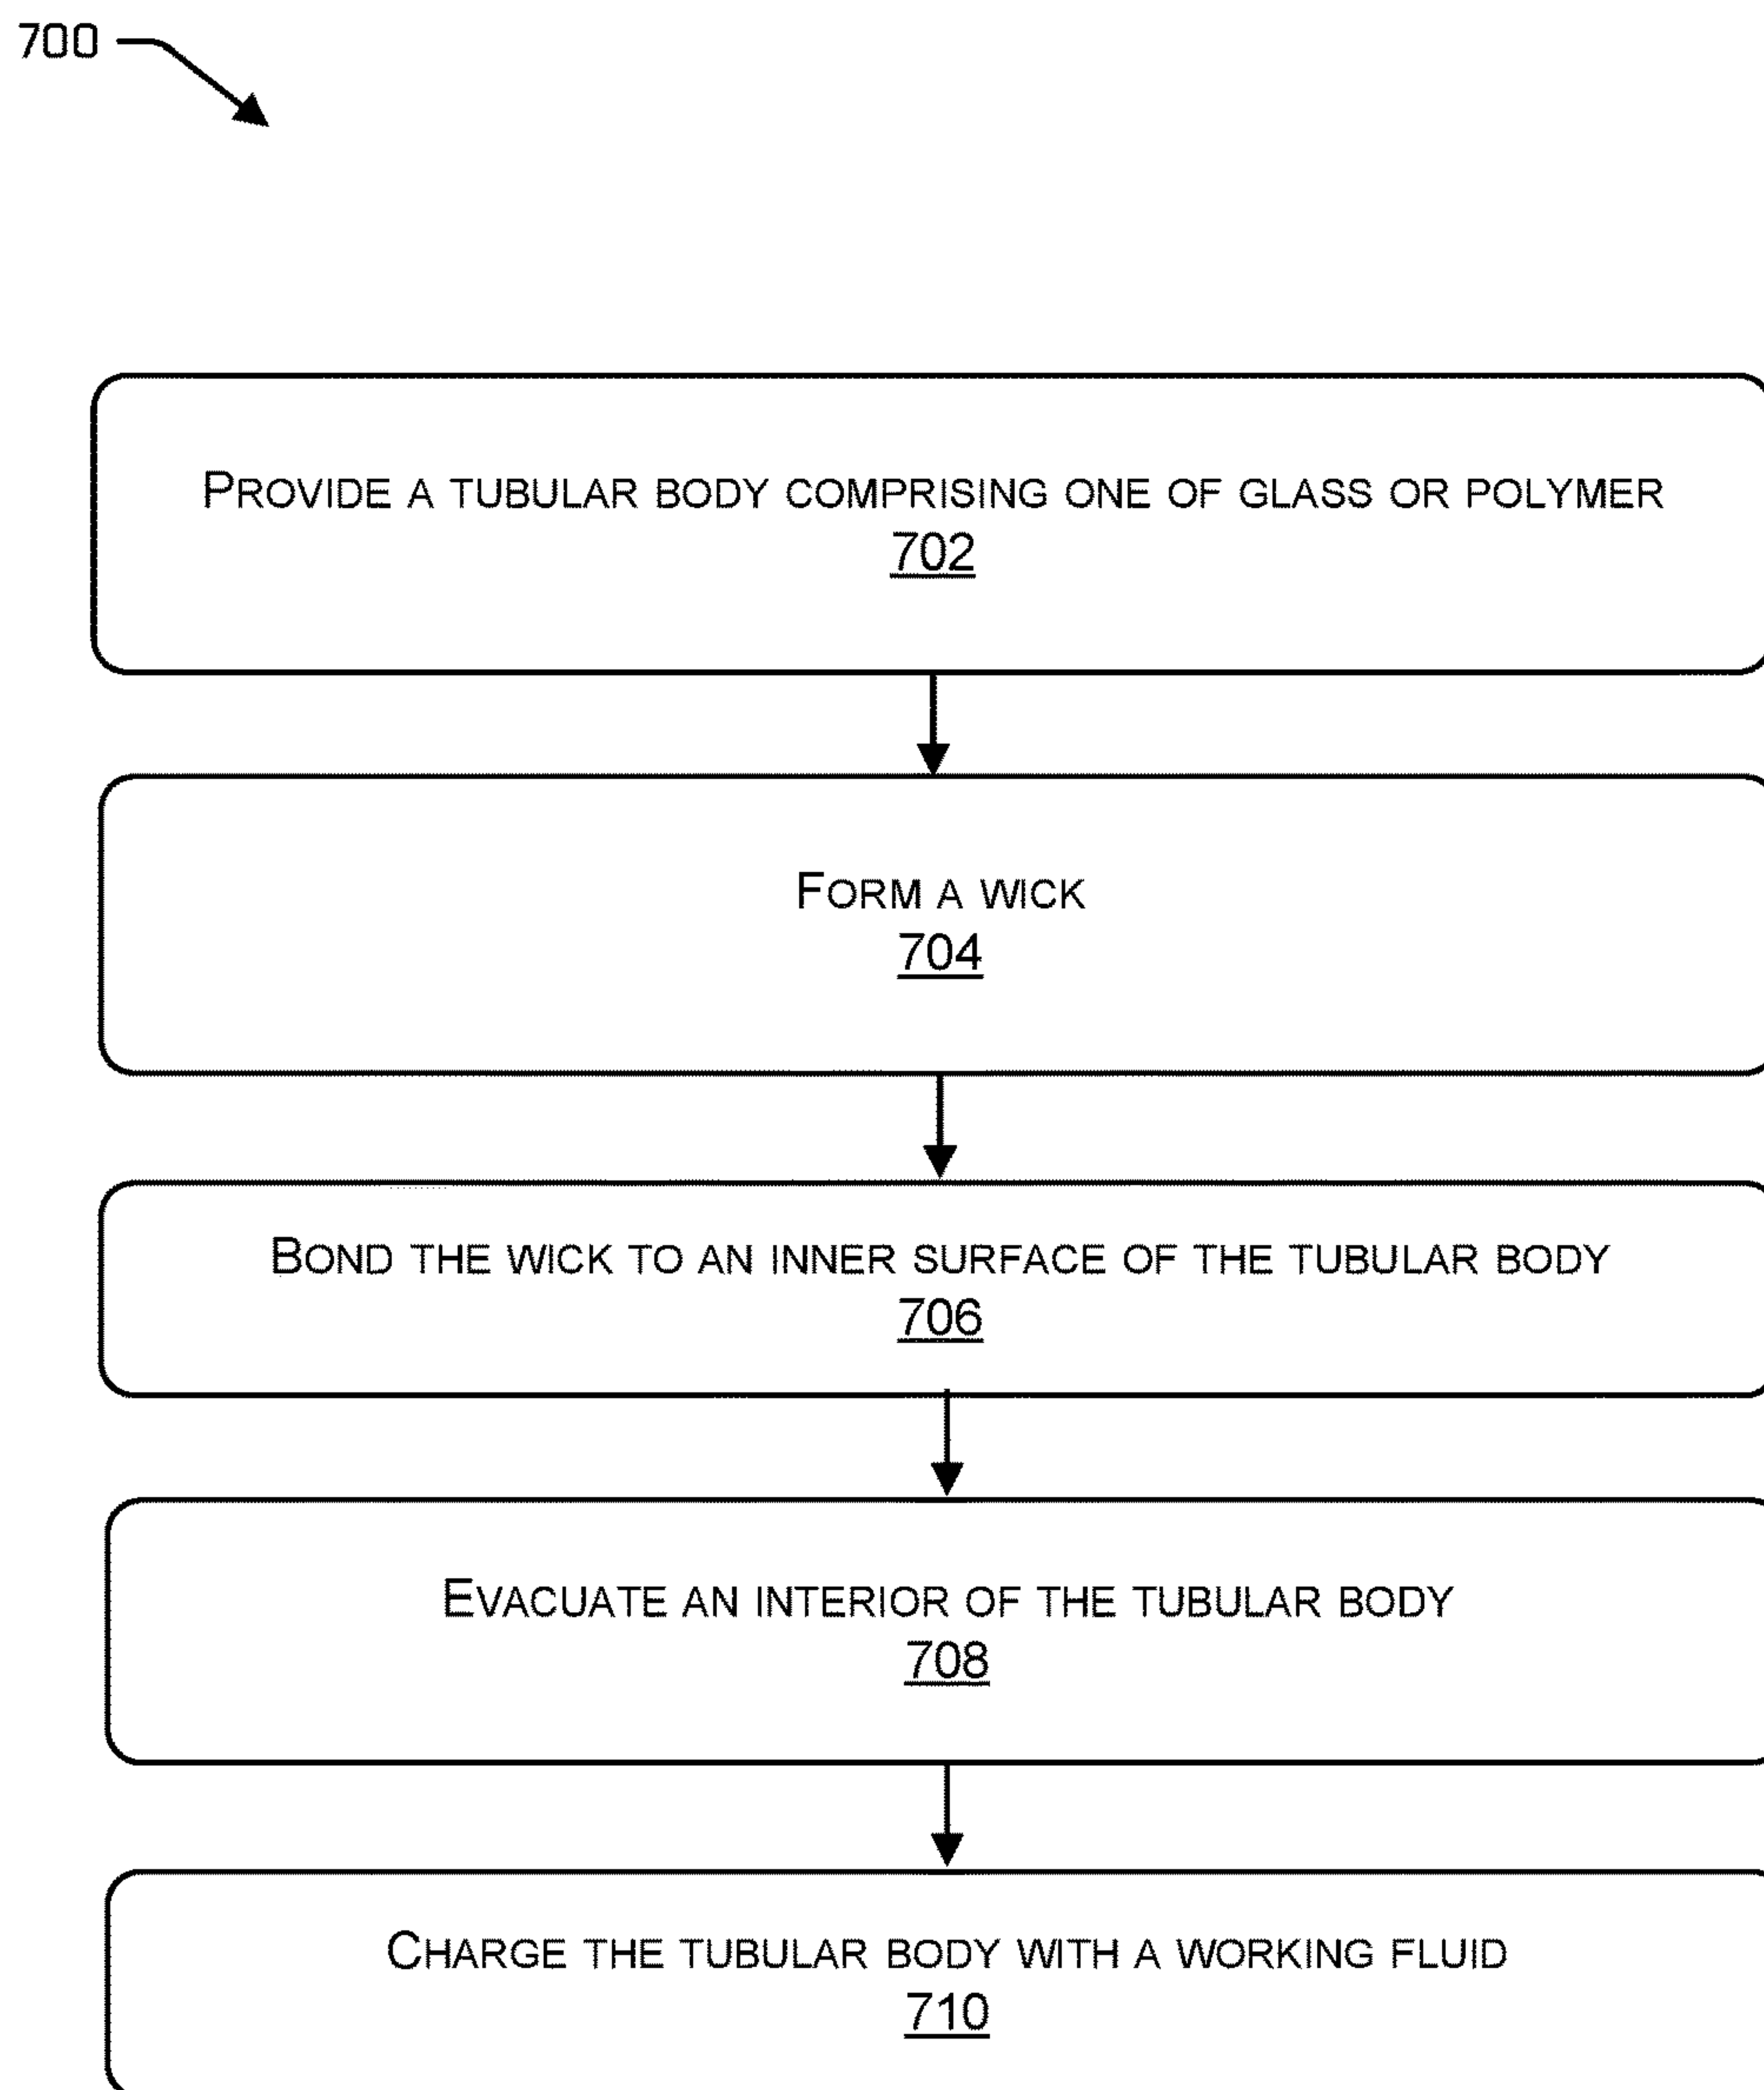 700
PROVIDE A TUBULAR BODY COMPRISING ONE OF GLASS OR POLYMER
702
FORM A WICK
704
BOND THE WICK TO AN INNER SURFACE OF THE TUBULAR BODY
706
EVACUATE AN INTERIOR OF THE TUBULAR BODY
708
CHARGE THE TUBULAR BODY WITH A WORKING FLUID
710